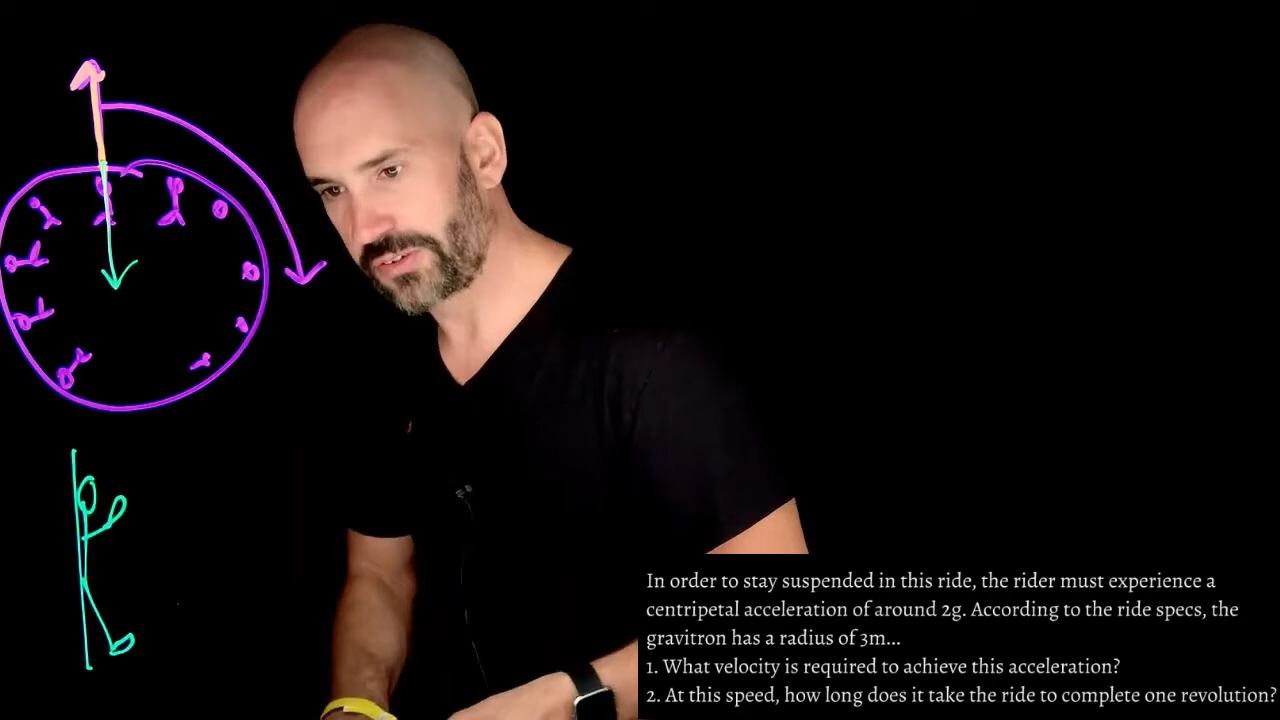 In order to stay suspended in this ride, the rider must experience a
centripetal acceleration of around 2g. According to the ride specs, the
gravitron has a radius of 3m...
1. What velocity is required to achieve this acceleration?
2. At this speed, how long does it take the ride to complete one revolution?